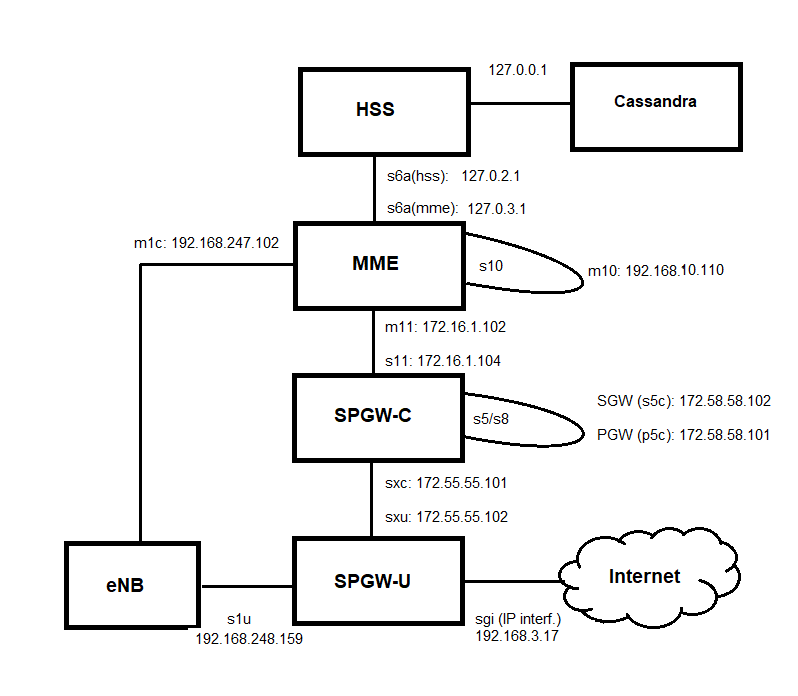 127.0.0.1
HSS
Cassandra
s6a(hss): 127.0.2.1
s6a(mme): 127.0.3.1
m1c: 192.168.247.102
MME
s10
m10: 192.168.10.110
m11: 172.16.1.102
s11: 172.16.1.104
SPGW-C
s5/s8
SGW (s5c): 172.58.58.102
PGW (p5c): 172.58.58.101
sxc: 172.55.55.101
sxu: 172.55.55.102
eNB
SPGW-U
Internet
s1u
192.168.248.159
sgi (IP interf.)
192.168.3.17